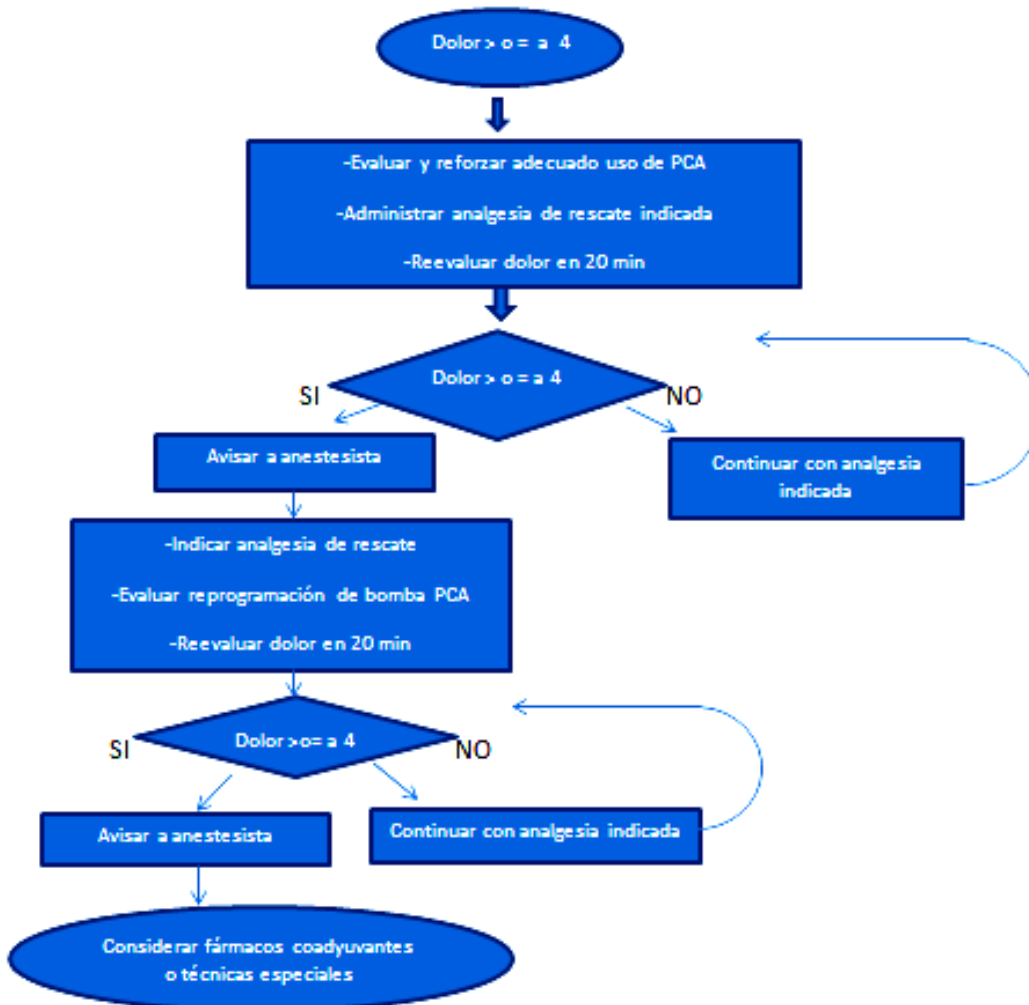 Dolor > o = a 4
-Evaluar y reforzar adecuado uso de PCA
-Administrar analgesia de rescate indicada
-Reevaluar dolor en 20 min
Dolor > o = a 4
SI
NO
Avisar a anestesista
Continuar con analgesia
indicada
-Indicar analgesia de rescate
-Evaluar reprogramación de bomba PCA
-Reevaluar dolor en 20 min
Dolor >o= a 4
SI
NO
Avisar a anestesista
Continuar con analgesia indicada
Considerar fármacos coadyuvantes
o técnicas especiales